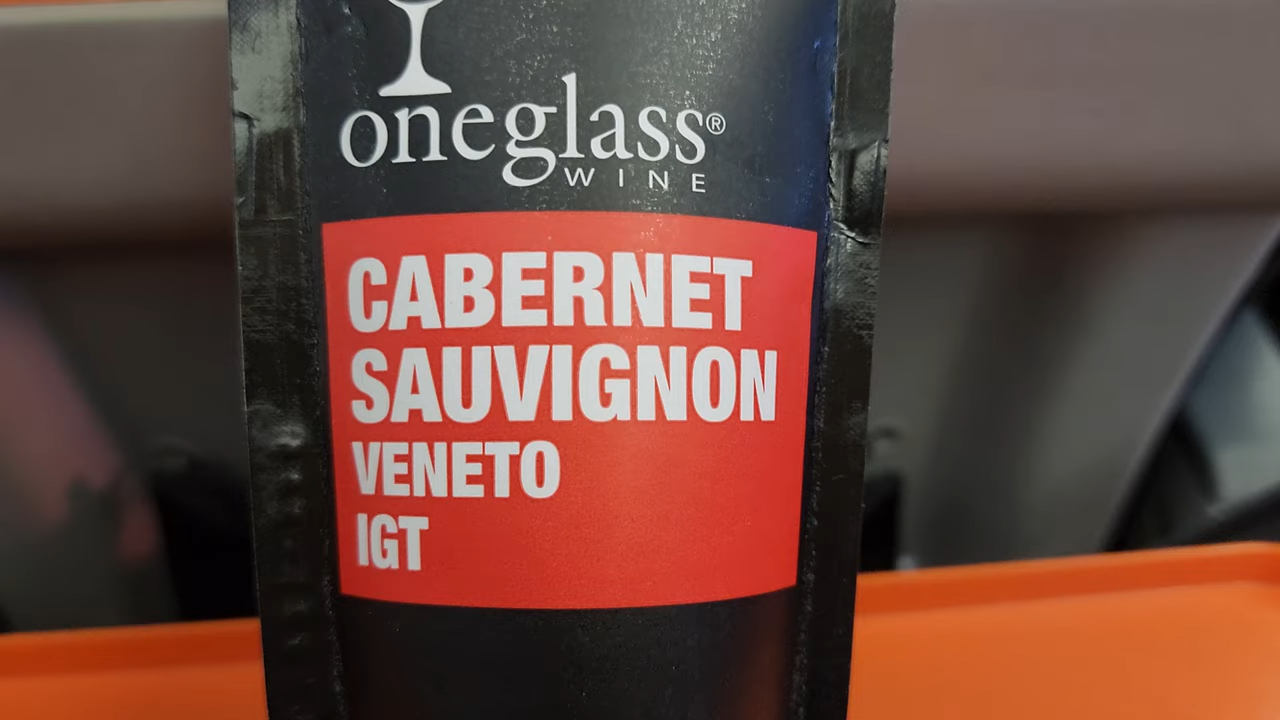 oneglass®
WINE
CABERNET
SAUVIGNON
VENETO
IGT